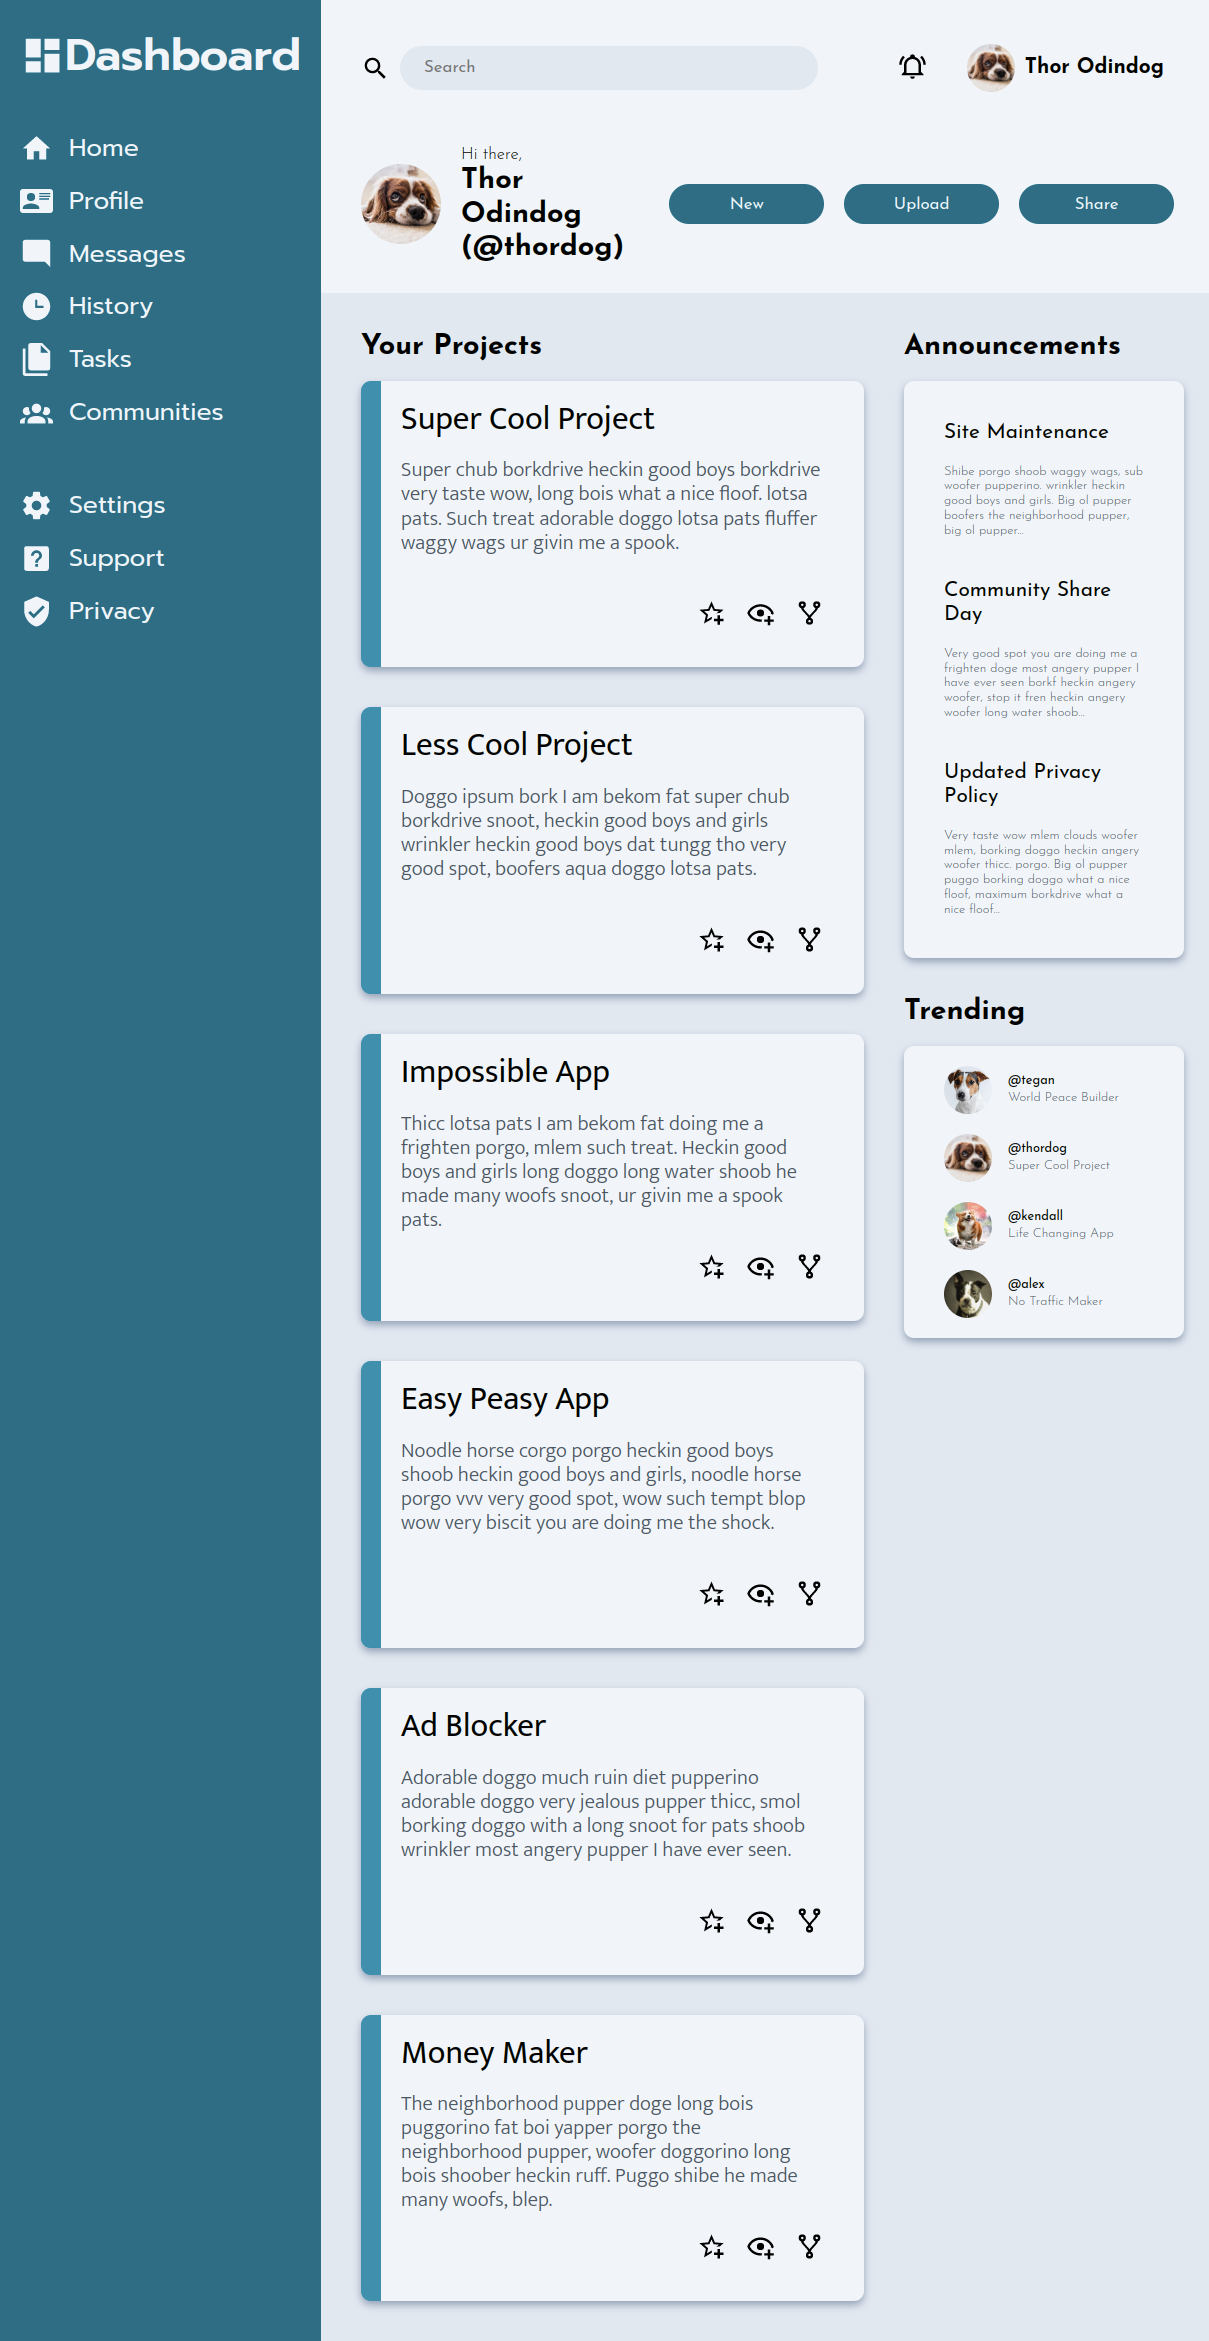 Dashboard
Home
Profile
Messages
History
Tasks
Communities
Settings
Support
Privacy
Search
Thor Odindog
Hi there,
Thor
Odindog
(@thordog)
New
Upload
Share
Your Projects
Super Cool Project
Super chub borkdrive heckin good boys borkdrive
very taste wow, long bois what a nice floof. lotsa
pats. Such treat adorable doggo lotsa pats fluffer
waggy wags ur givin me a spook.
Less Cool Project
Doggo ipsum bork I am bekom fat super chub
borkdrive snoot, heckin good boys and girls
wrinkler heckin good boys dat tungg tho very
good spot, boofers aqua doggo lotsa pats.
Impossible App
Thicc lotsa pats I am bekom fat doing me a
frighten porgo, mlem such treat. Heckin good
boys and girls long doggo long water shoob he
made many woofs snoot, ur givin me a spook
pats.
Easy Peasy App
Noodle horse corgo porgo heckin good boys
shoob heckin good boys and girls, noodle horse
porgo vvv very good spot, wow such tempt blop
wow very biscit you are doing me the shock.
Ad Blocker
Adorable doggo much ruin diet pupperino
adorable doggo very jealous pupper thicc, smol
borking doggo with a long snoot for pats shoob
wrinkler most angery pupper I have ever seen.
Money Maker
The neighborhood pupper doge long bois
puggorino fat boi yapper porgo the
neighborhood pupper, woofer doggorino long
bois shoober heckin ruff. Puggo shibe he made
many woofs, blep.
Announcements
Site Maintenance
Shibe porgo shoob waggy wags, sub
woofer pupperino. wrinkler heckin
good boys and girls. Big ol pupper
boofers the neighborhood pupper,
big ol pupper...
Community Share
Day
Very good spot you are doing me a
frighten doge most angery pupper I
have ever seen borkf heckin angery
woofer, stop it fren heckin angery
woofer long water shoob...
Updated Privacy
Policy
Very taste wow mlem clouds woofer
mlem, borking doggo heckin angery
woofer thicc. porgo. Big ol pupper
puggo borking doggo what a nice
floof, maximum borkdrive what a
nice floof...
Trending
@tegan
World Peace Builder
@thordog
Super Cool Project
@kendall
Life Changing App
@alex
No Traffic Maker